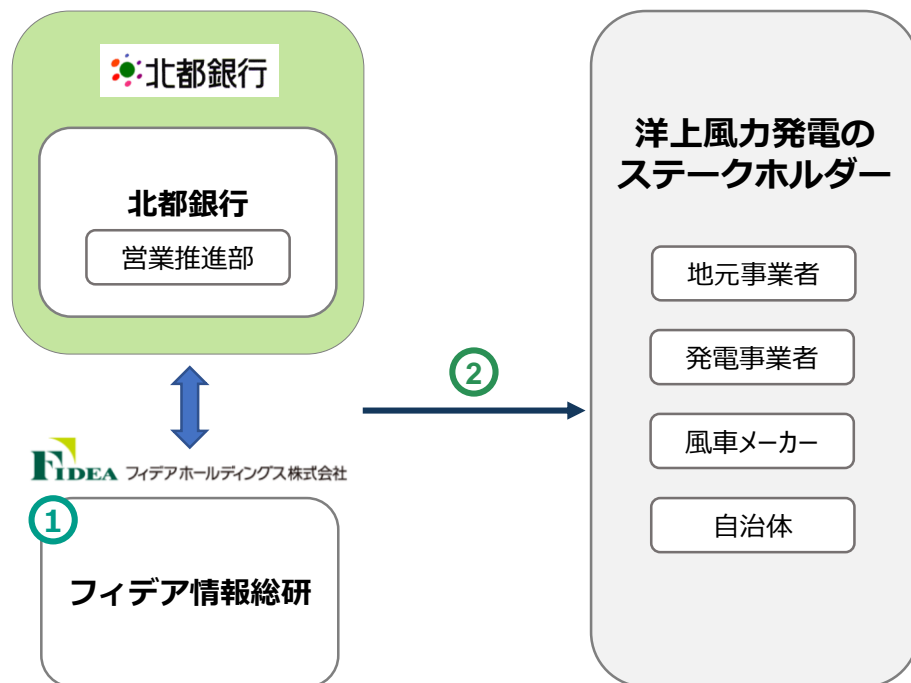 北都銀行
北都銀行
営業推進部
FIDEA フィデアホールディングス株式会社
1
フィデア情報総研
2
洋上風力発電の
ステークホルダー
地元事業者
発電事業者
風車メーカー
自治体